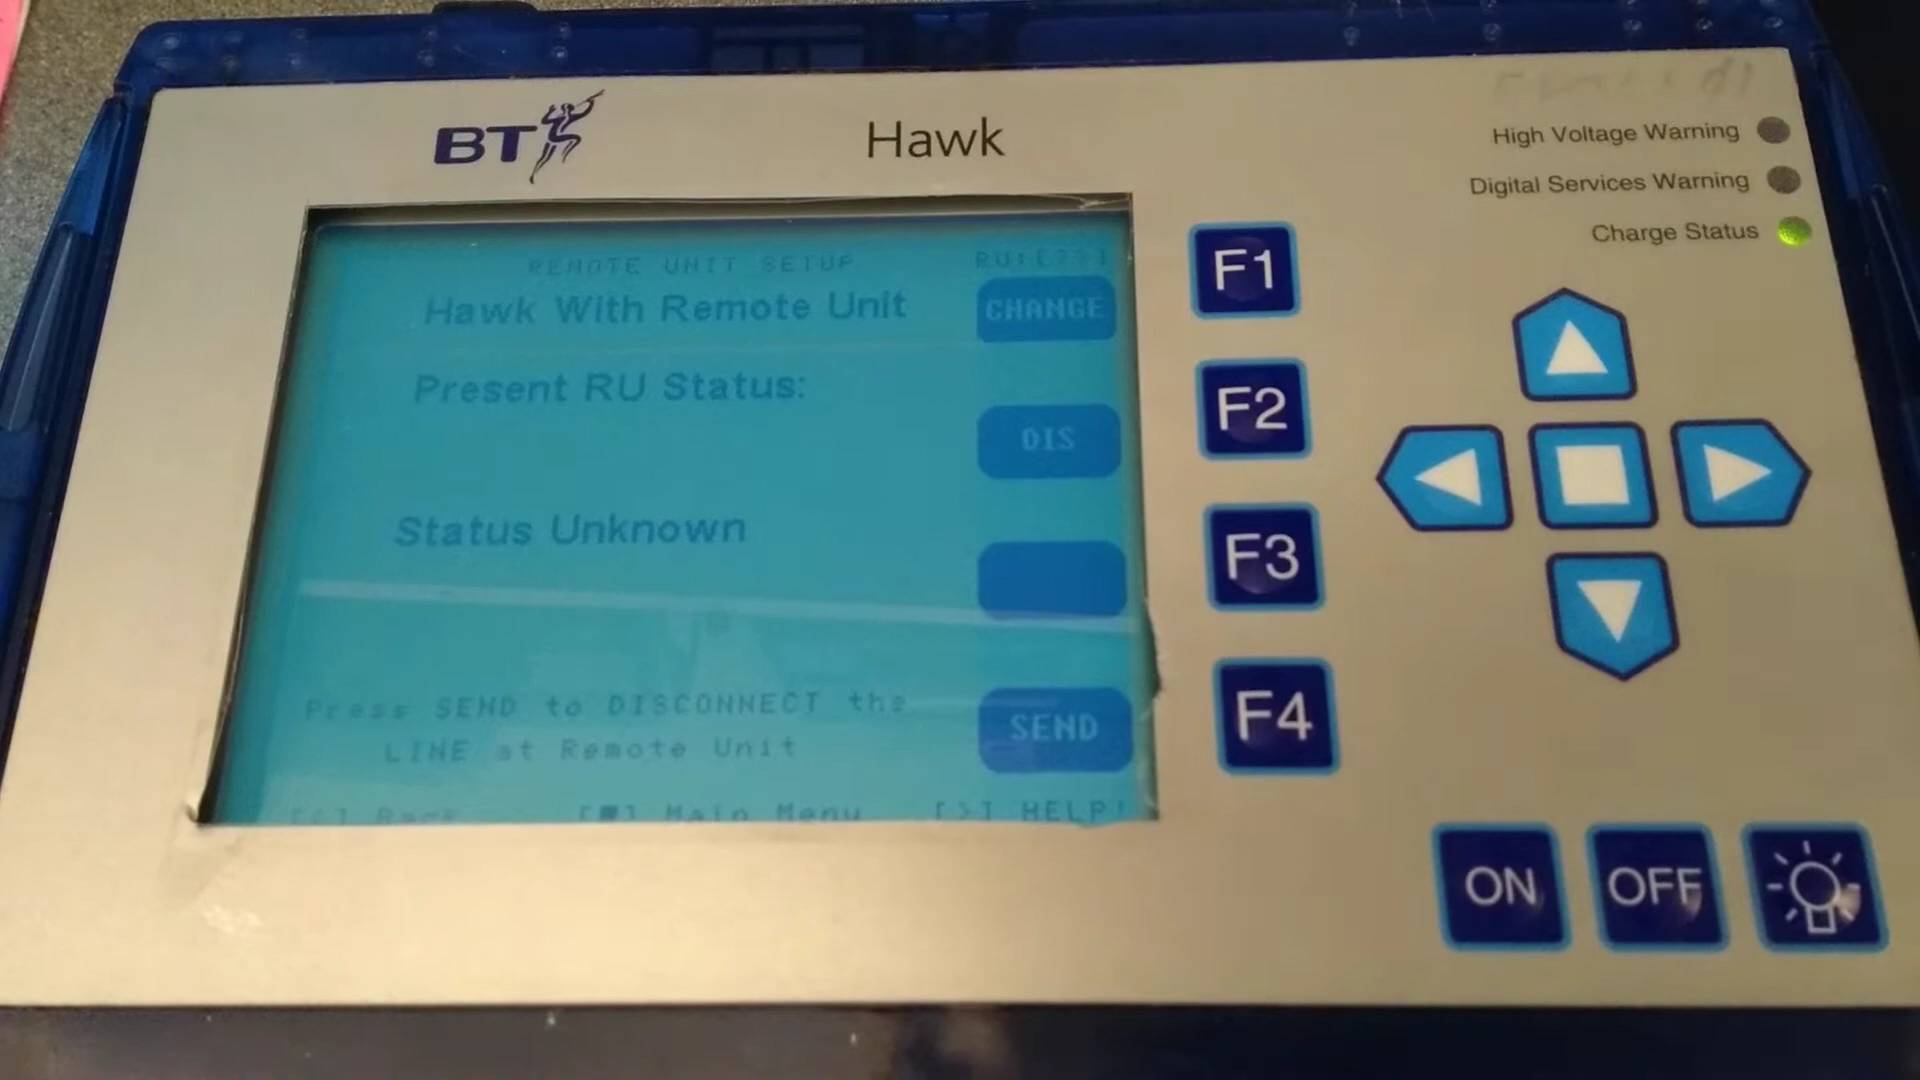 BT
Hawk
High Voltage Warning
Digital Services Warning
Charge Status
REMOTE UNIT SETUP RU:[??]
Hawk With Remote Unit
CHANGE
F1
Present RU Status:
DIS
F2
Status Unknown
F3
Press SEND to DISCONNECT the
LINE at Remote Unit
SEND
F4
[<] Back [■] Main Menu [>] HELP!
ON
OFF